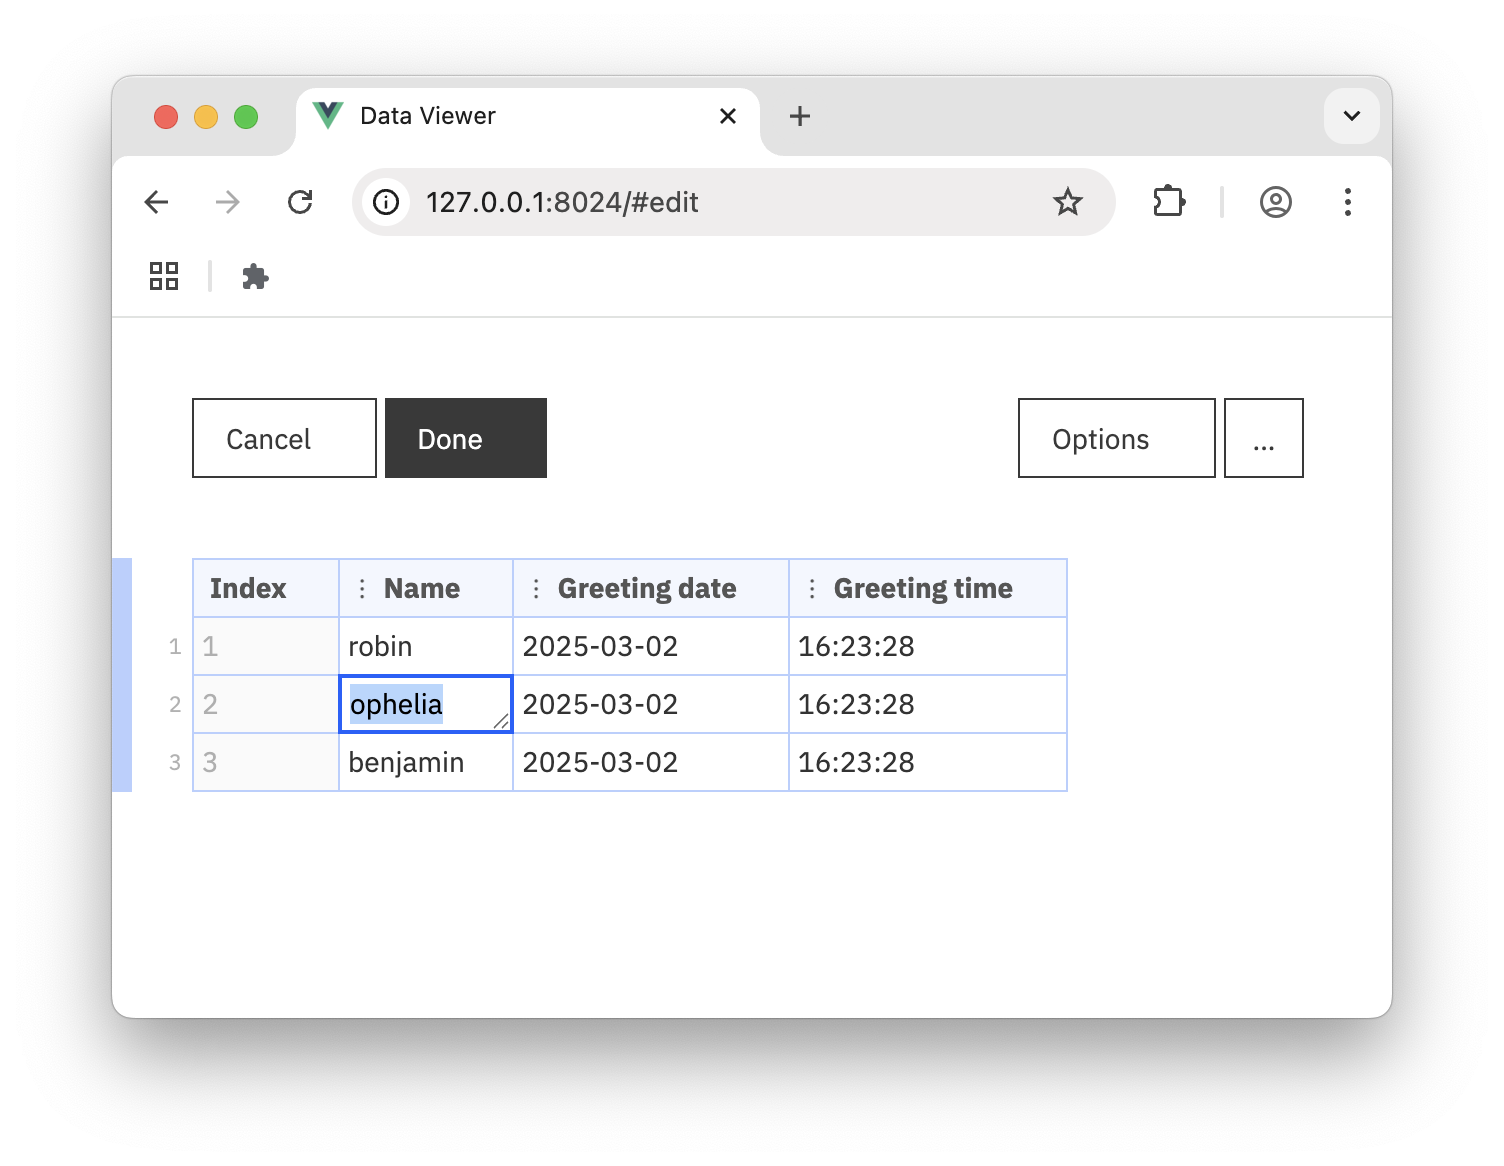 Data Viewer
127.0.0.1:8024/#edit
Cancel Done Options ...
Index Name Greeting date Greeting time
1 1 robin 2025-03-02 16:23:28
2 2 ophelia 2025-03-02 16:23:28
3 3 benjamin 2025-03-02 16:23:28